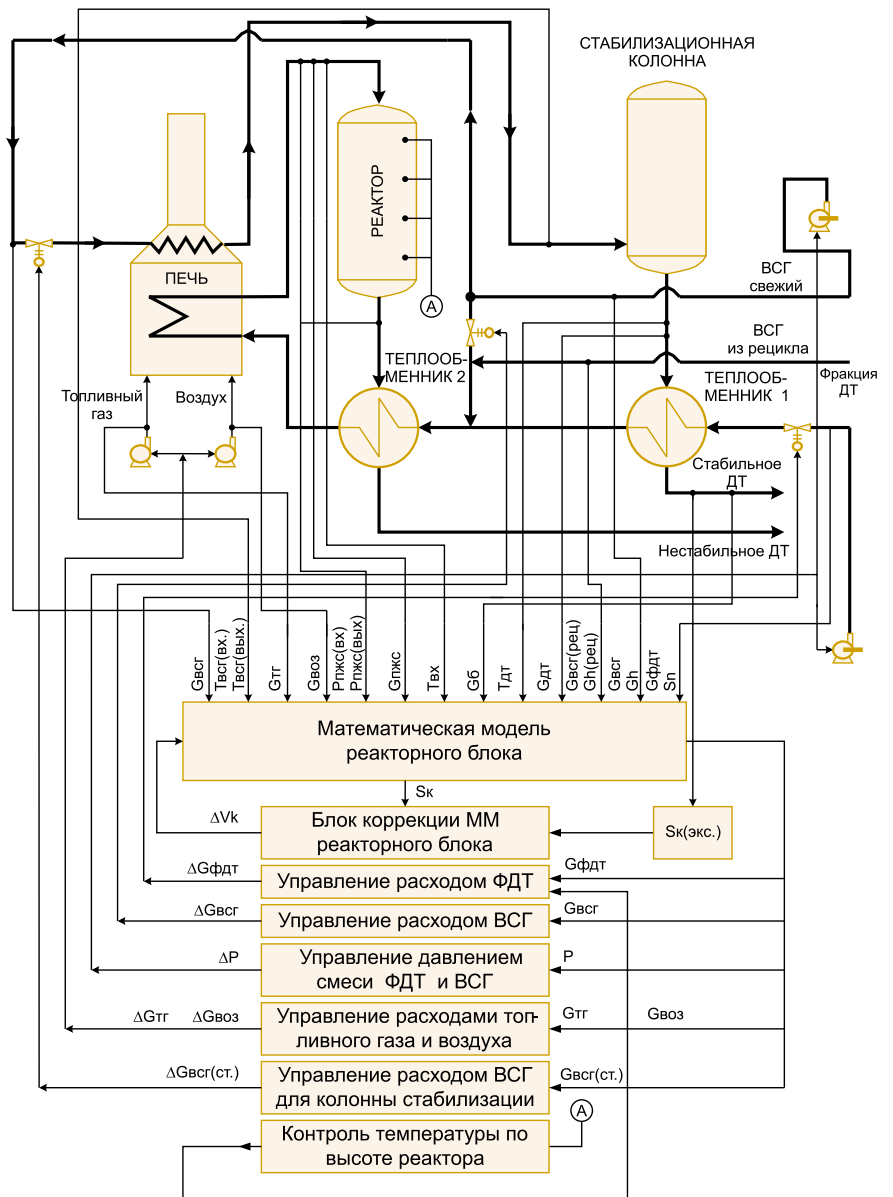 СТАБИЛИЗАЦИОННАЯ
КОЛОННА
РЕАКТОР
ПЕЧЬ
А
ВСГ
свежий
ВСГ
из рецикла
ТЕПЛООБ-
МЕННИК 2
ТЕПЛООБ-
МЕННИК 1
Фракция
ДТ
Топливный
газ
Воздух
Стабильное
ДТ
Нестабильное ДТ
Gвсг
Tвсг(вх.)
Tвсг(вых.)
Gтг
Gвоз
Pпжс(вх)
Pпжс(вых)
Gпжс
Tвх
Gб
Tдт
Gдт
Gвсг(рец)
Gh(рец)
Gвсг
Gh
Gфдт
Sn
Математическая модель
реакторного блока
Sк
ΔVk
Блок коррекции ММ
реакторного блока
Sк(экс.)
ΔGфдт
Управление расходом ФДТ
Gфдт
ΔGвсг
Управление расходом ВСГ
Gвсг
ΔP
Управление давлением
смеси ФДТ и ВСГ
P
ΔGтг ΔGвоз
Управление расходами топ-
ливного газа и воздуха
Gтг Gвоз
ΔGвсг(ст.)
Управление расходом ВСГ
для колонны стабилизации
Gвсг(ст.)
А
Контроль температуры по
высоте реактора